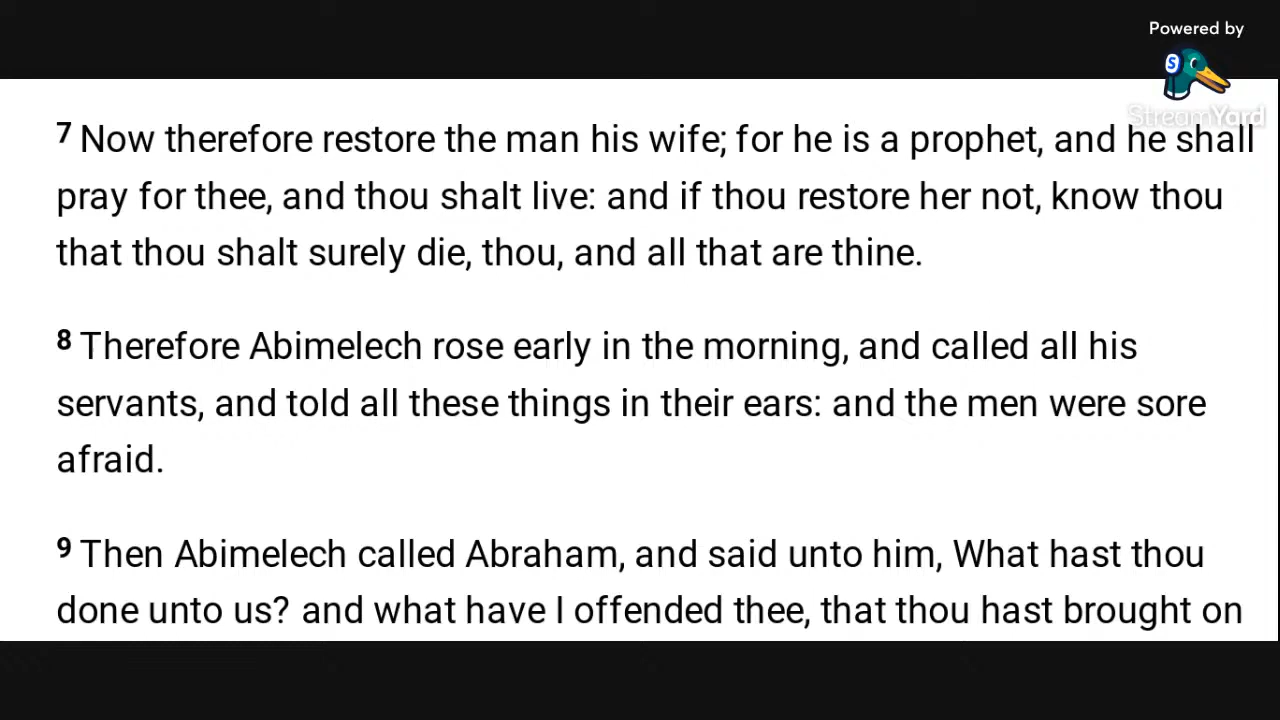 Powered by
S
StreamYard
7 Now therefore restore the man his wife; for he is a prophet, and he shall
pray for thee, and thou shalt live: and if thou restore her not, know thou
that thou shalt surely die, thou, and all that are thine.
8 Therefore Abimelech rose early in the morning, and called all his
servants, and told all these things in their ears: and the men were sore
afraid.
9 Then Abimelech called Abraham, and said unto him, What hast thou
done unto us? and what have I offended thee, that thou hast brought on